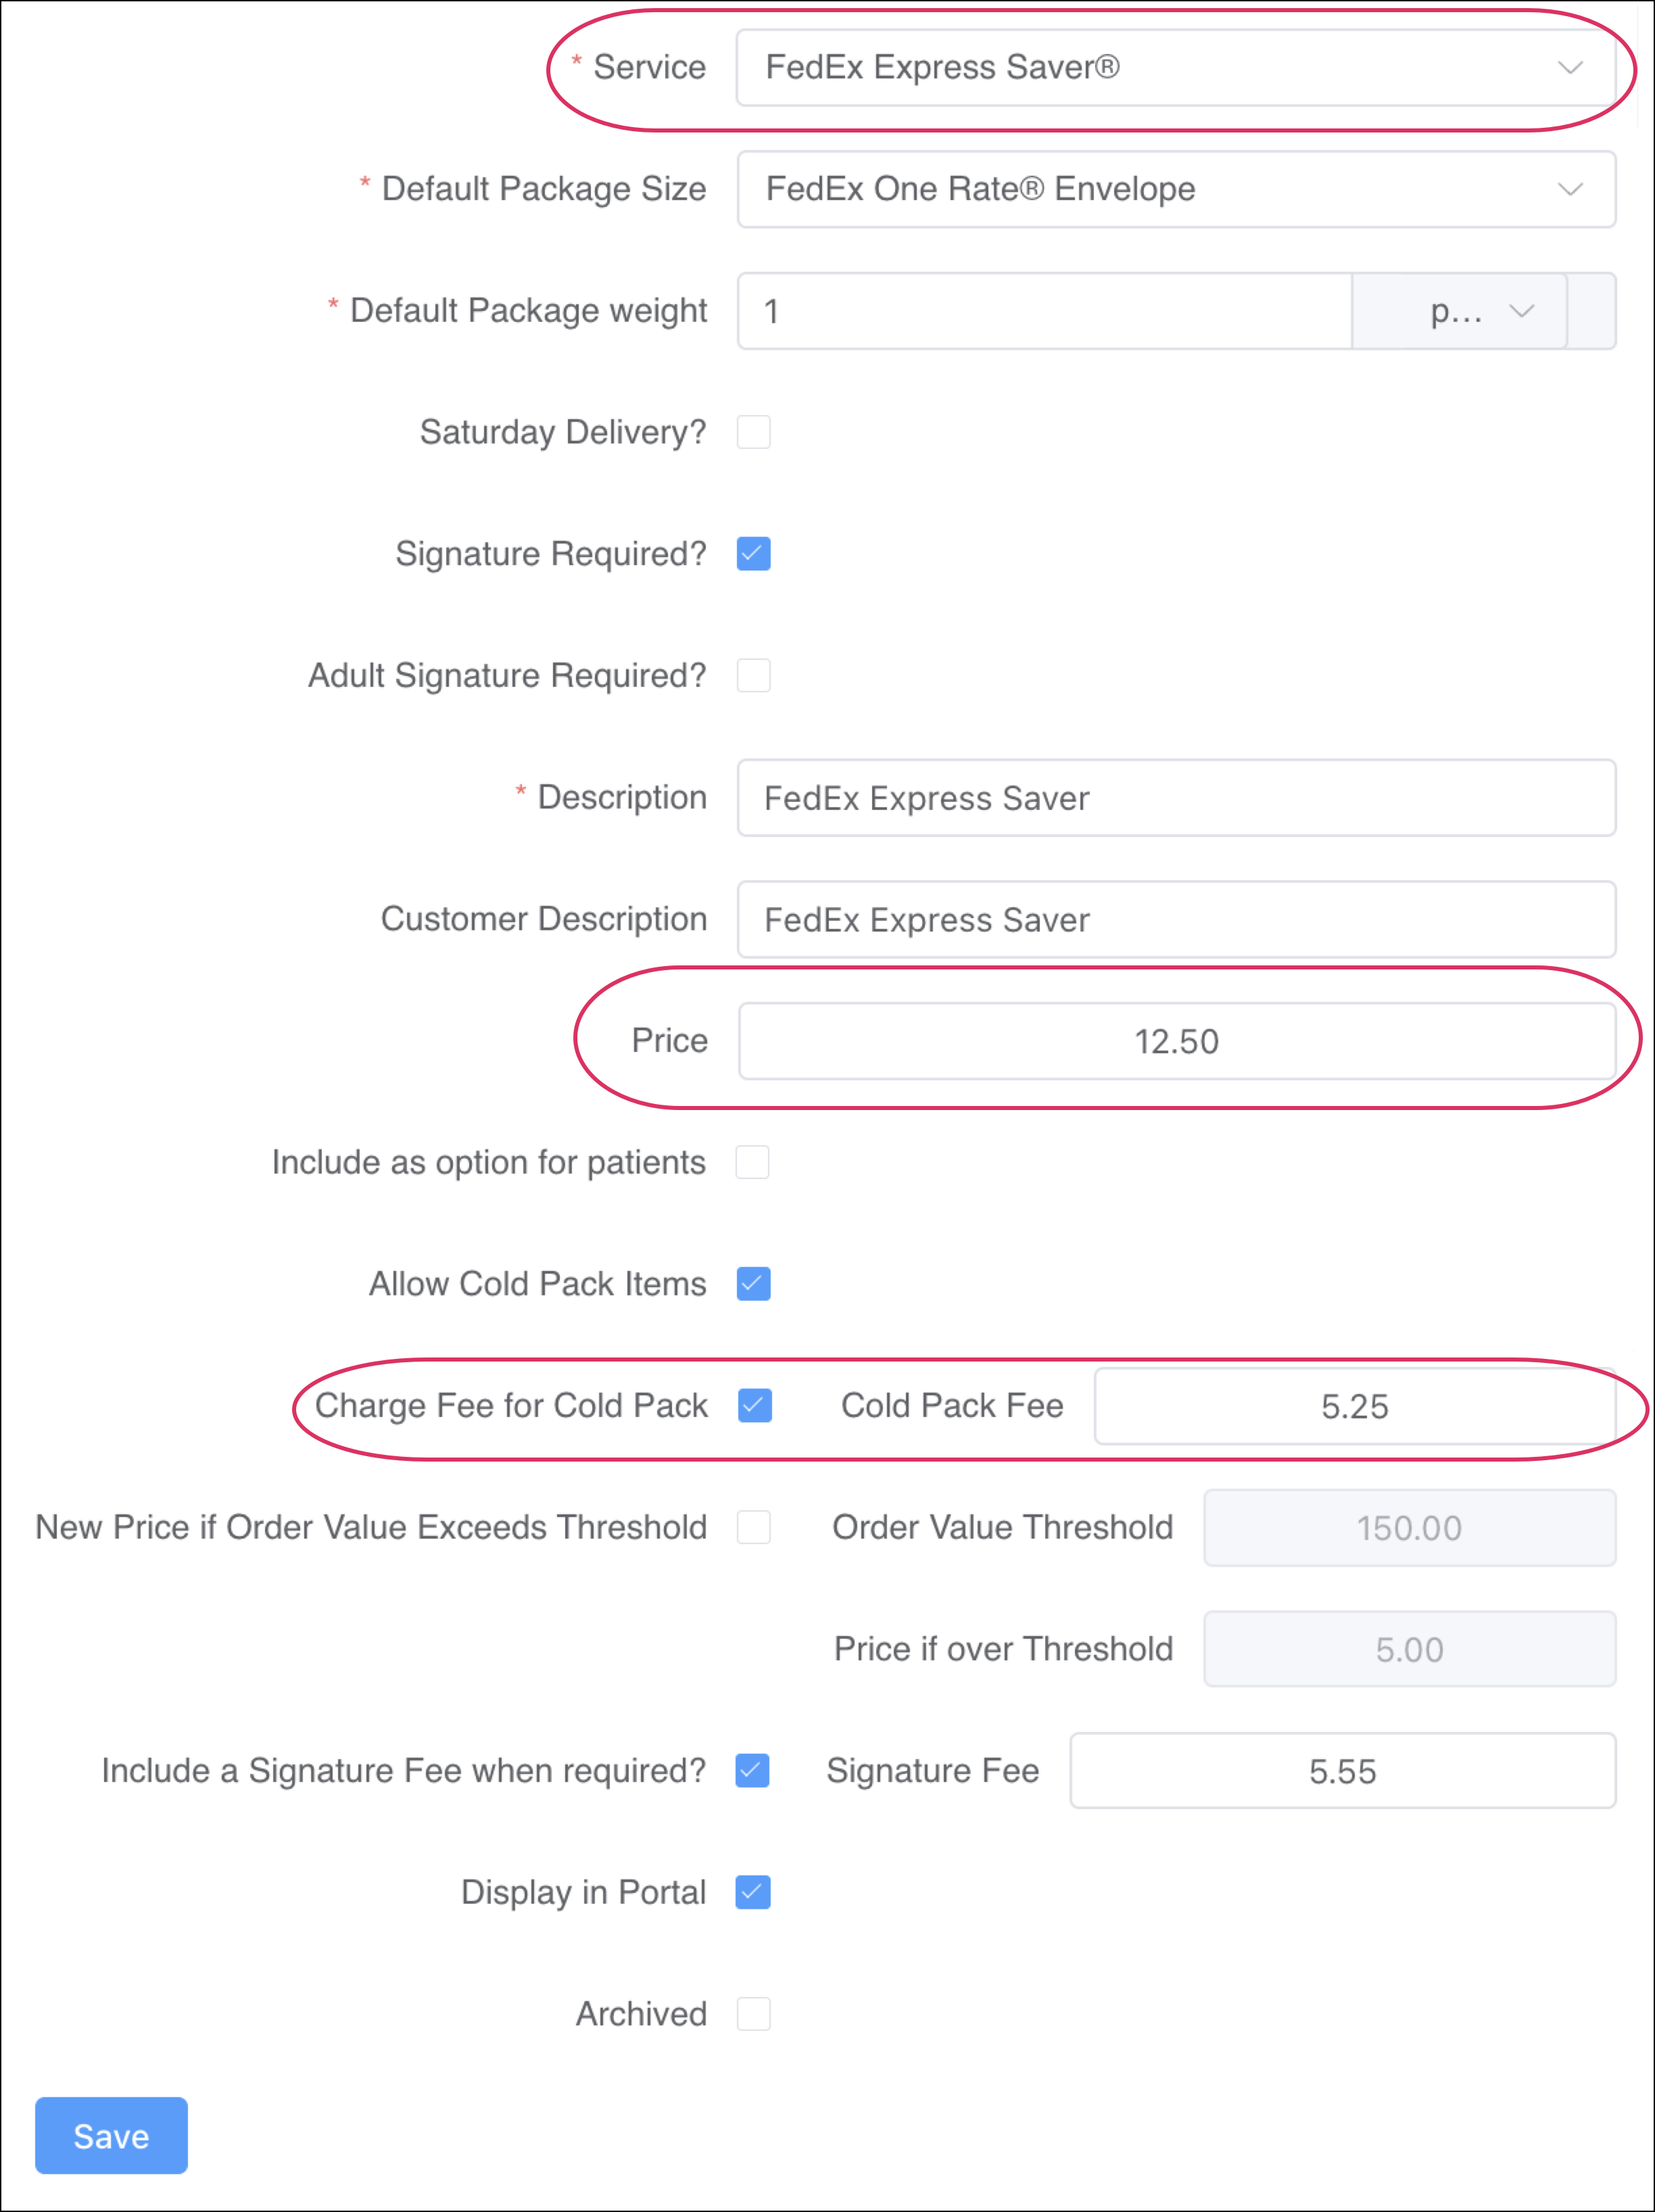 * Service FedEx Express Saver®
* Default Package Size FedEx One Rate® Envelope
* Default Package weight 1 p...
Saturday Delivery?
Signature Required?
Adult Signature Required?
* Description FedEx Express Saver
Customer Description FedEx Express Saver
Price 12.50
Include as option for patients
Allow Cold Pack Items
Charge Fee for Cold Pack Cold Pack Fee 5.25
New Price if Order Value Exceeds Threshold Order Value Threshold 150.00
Price if over Threshold 5.00
Include a Signature Fee when required? Signature Fee 5.55
Display in Portal
Archived
Save